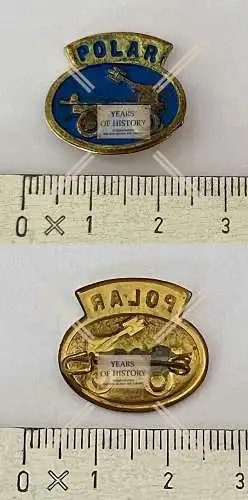 POLAR
YEARS
OF HISTORY
0 1 2 3
POLAR
YEARS
OF HISTORY
0 1 2 3